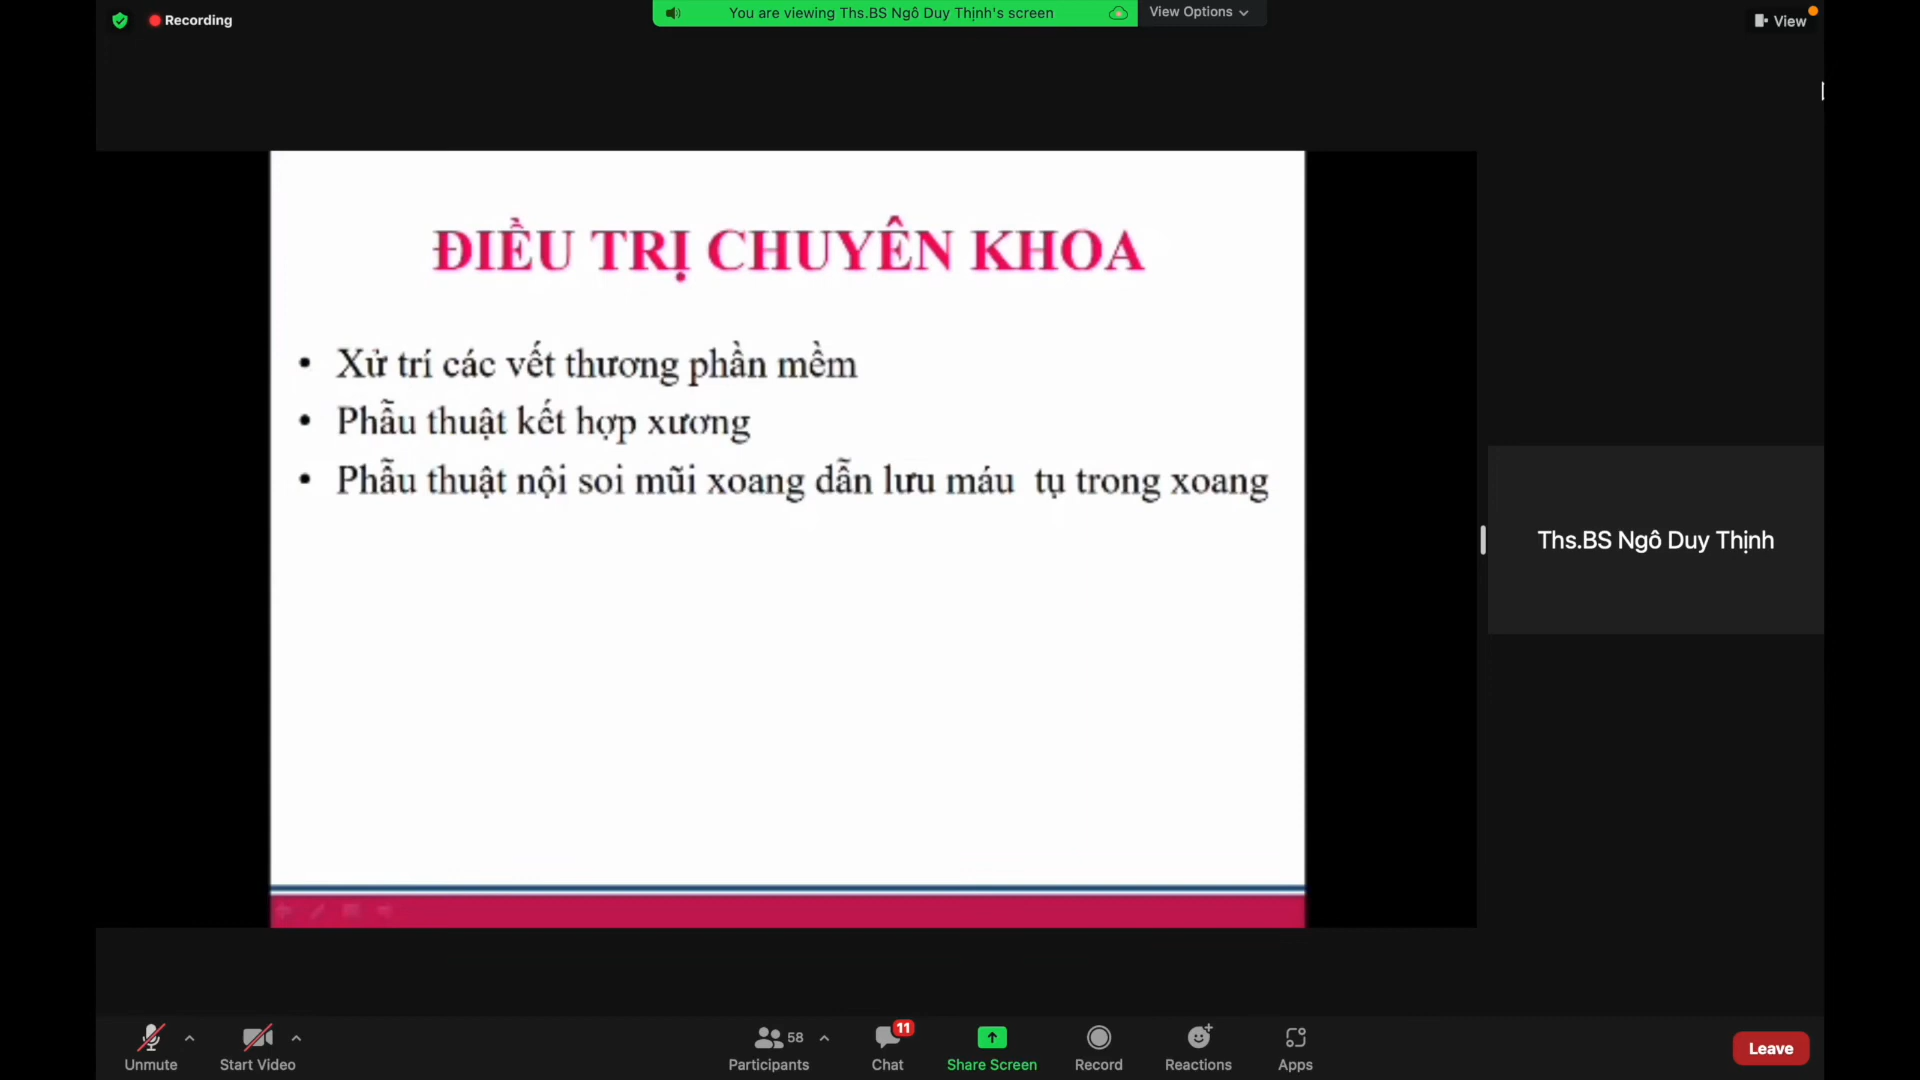 Recording
You are viewing Ths.BS Ngô Duy Thịnh's screen
View Options
View
ĐIỀU TRỊ CHUYÊN KHOA
• Xử trí các vết thương phần mềm
• Phẫu thuật kết hợp xương
• Phẫu thuật nội soi mũi xoang dẫn lưu máu tụ trong xoang
Ths.BS Ngô Duy Thịnh
Unmute
Start Video
58
Participants
11
Chat
Share Screen
Record
Reactions
Apps
Leave